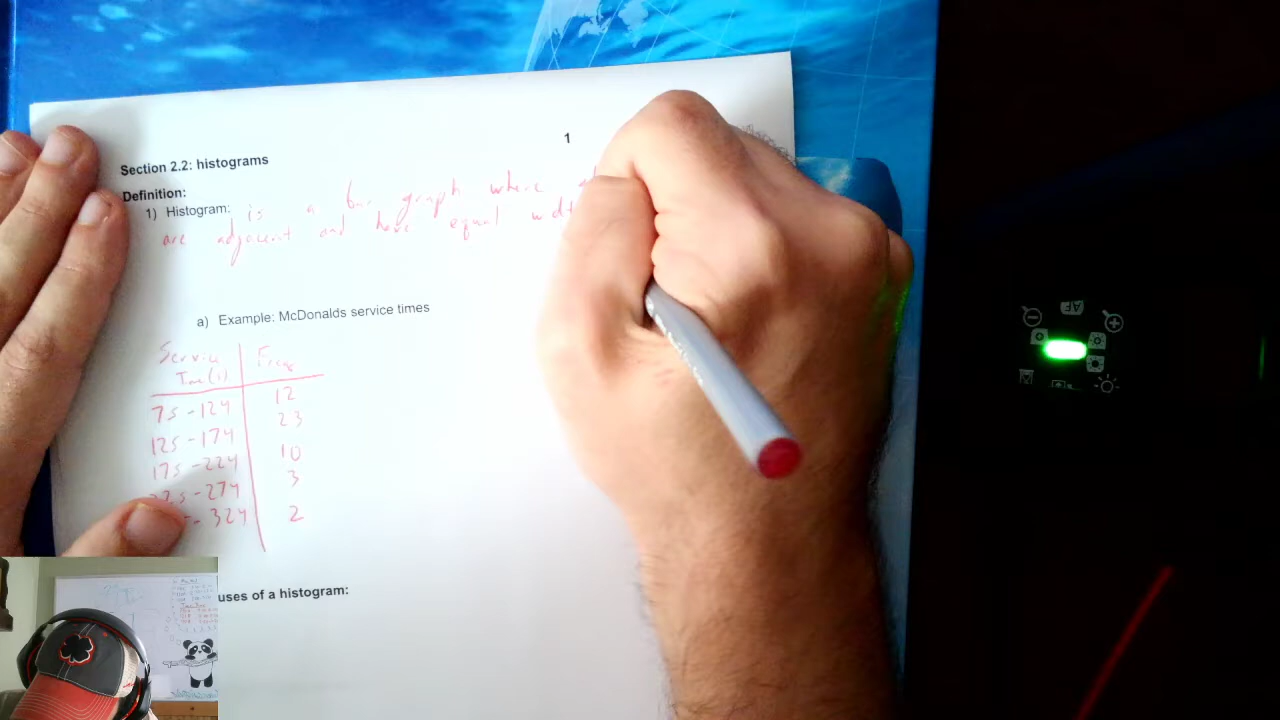 1
Section 2.2: histograms
Definition:
1) Histogram: is a bar graph where
are adjacent and have equal
a) Example: McDonalds service times
Service Freq
Time(s)
75-124 12
125-174 23
175-224 10
-274 3
-324 2
uses of a histogram:
AF